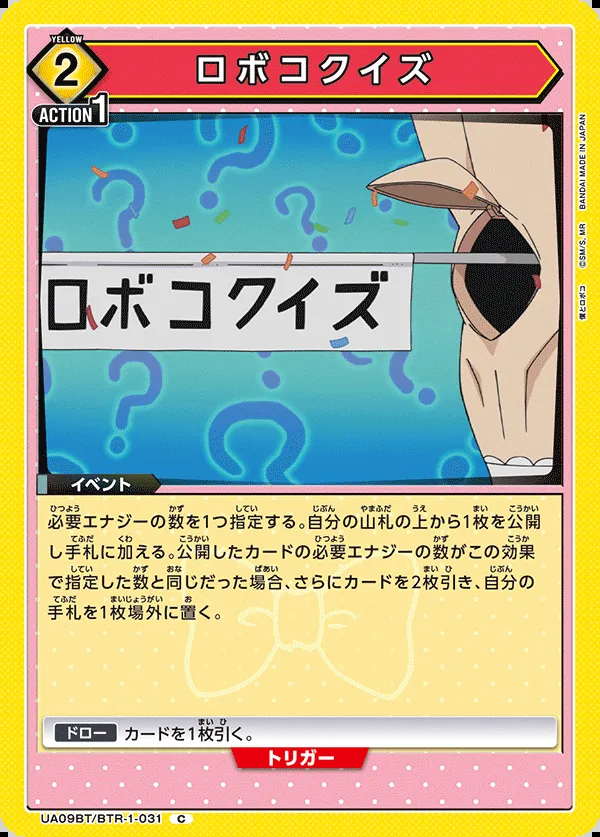 YELLOW
2
ロボコクイズ
ACTION 1
BANDAI MADE IN JAPAN
©SM/S, MR
僕とロボコ
ロボコクイズ
イベント
必要エナジーの数を1つ指定する。自分の山札の上から1枚を公開
し手札に加える。公開したカードの必要エナジーの数がこの効果
で指定した数と同じだった場合、さらにカードを2枚引き、自分の
手札を1枚場外に置く。
ドロー カードを1枚引く。
トリガー
UA09BT/BTR-1-031 C